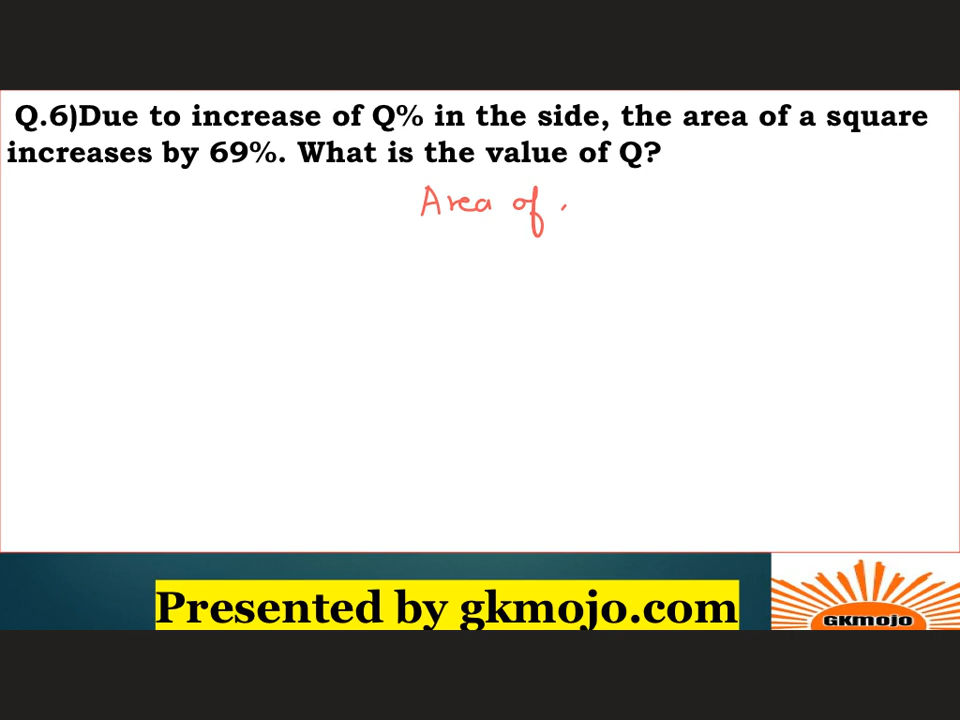 Q.6)Due to increase of Q% in the side, the area of a square
increases by 69%. What is the value of Q?
Area of
Presented by gkmojo.com
GKmojo